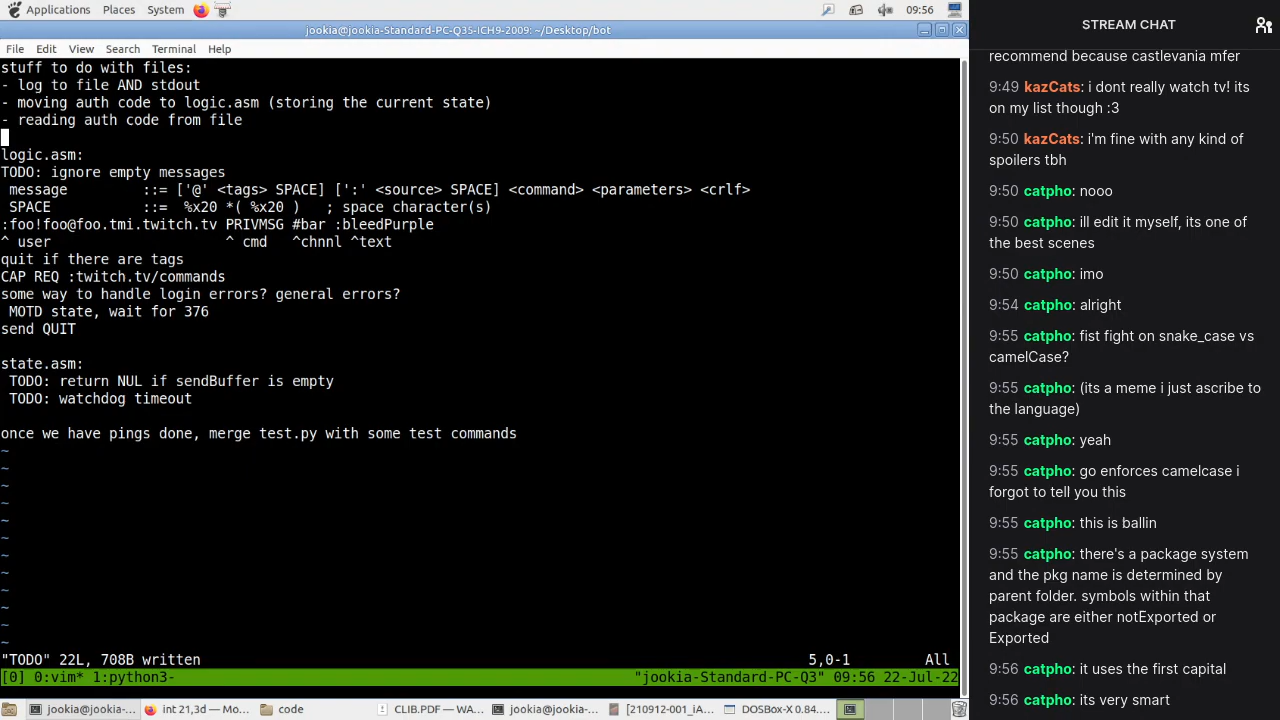 Applications Places System 09:56
jookia@jookia-Standard-PC-Q35-ICH9-2009: ~/Desktop/bot
File Edit View Search Terminal Help
stuff to do with files:
- log to file AND stdout
- moving auth code to logic.asm (storing the current state)
- reading auth code from file
logic.asm:
TODO: ignore empty messages
message ::= ['@' <tags> SPACE] [':' <source> SPACE] <command> <parameters> <crlf>
SPACE ::= %x20 *( %x20 ) ; space character(s)
:foo!foo@foo.tmi.twitch.tv PRIVMSG #bar :bleedPurple
^ user ^ cmd ^chnnl ^text
quit if there are tags
CAP REQ :twitch.tv/commands
some way to handle login errors? general errors?
MOTD state, wait for 376
send QUIT
state.asm:
TODO: return NUL if sendBuffer is empty
TODO: watchdog timeout
once we have pings done, merge test.py with some test commands
~
~
~
~
~
~
~
~
~
~
~
~
"TODO" 22L, 708B written 5,0-1 All
[0] 0:vim* 1:python3- "jookia-Standard-PC-Q3" 09:56 22-Jul-22
jookia@jookia-... int 21,3d — Mo... code CLIB.PDF — WA... jookia@jookia-... [210912-001_iA... DOSBox-X 0.84....
STREAM CHAT
recommend because castlevania mfer
9:49 kazCats: i dont really watch tv! its
on my list though :3
9:50 kazCats: i'm fine with any kind of
spoilers tbh
9:50 catpho: nooo
9:50 catpho: ill edit it myself, its one of
the best scenes
9:50 catpho: imo
9:54 catpho: alright
9:55 catpho: fist fight on snake_case vs
camelCase?
9:55 catpho: (its a meme i just ascribe to
the language)
9:55 catpho: yeah
9:55 catpho: go enforces camelcase i
forgot to tell you this
9:55 catpho: this is ballin
9:55 catpho: there's a package system
and the pkg name is determined by
parent folder. symbols within that
package are either notExported or
Exported
9:56 catpho: it uses the first capital
9:56 catpho: its very smart